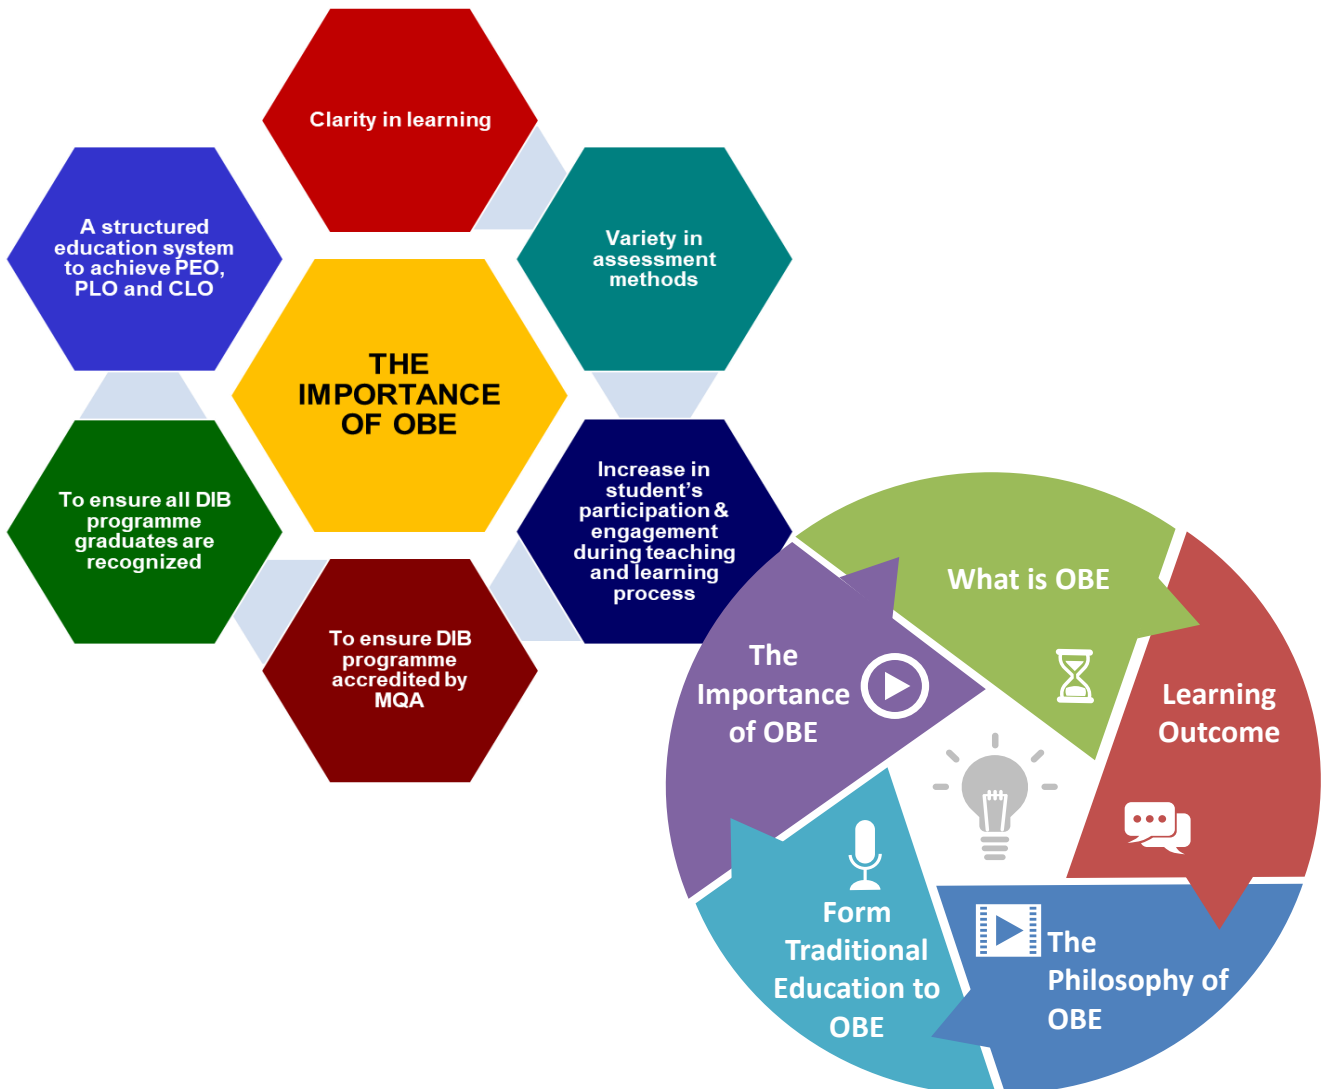 Clarity in learning
A structured
education system
to achieve PEO,
PLO and CLO
Variety in
assessment
methods
THE
IMPORTANCE
OF OBE
To ensure all DIB
programme
graduates are
recognized
Increase in
student's
participation &
engagement
during teaching
and learning
process
To ensure DIB
programme
accredited by
MQA
What is OBE
The
Importance
of OBE
Learning
Outcome
Form
Traditional
Education to
OBE
The
Philosophy of
OBE